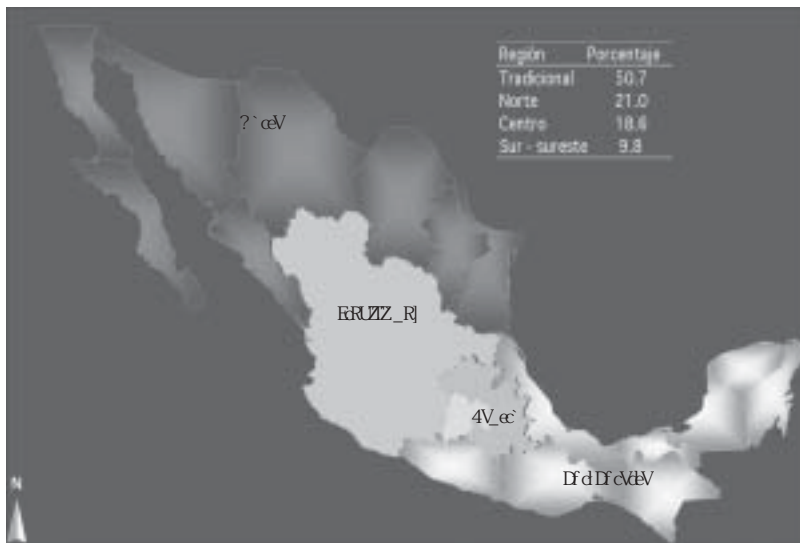 Región Porcentaje
Tradicional 50.7
Norte 21.0
Centro 18.6
Sur - sureste 9.8
N